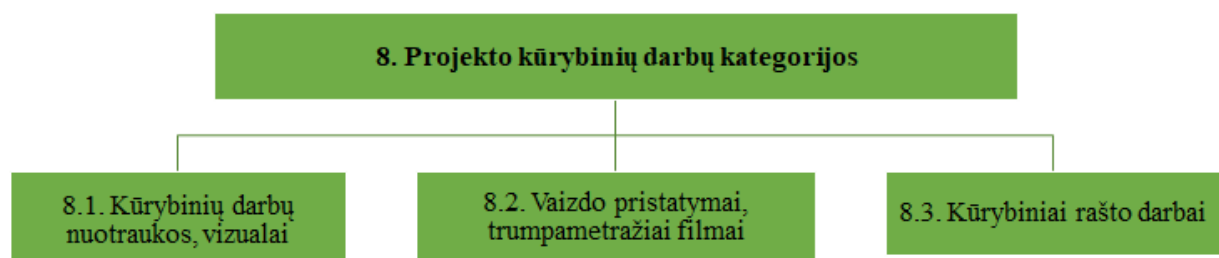 8. Projekto kūrybinių darbų kategorijos
8.1. Kūrybinių darbų
nuotraukos, vizualai
8.2. Vaizdo pristatymai,
trumpametražiai filmai
8.3. Kūrybiniai rašto darbai